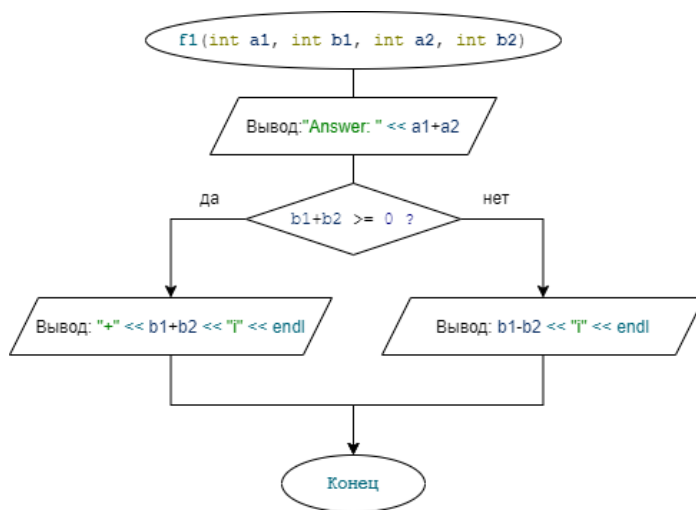 f1(int a1, int b1, int a2, int b2)
Вывод:"Answer: " << a1+a2
да
нет
b1+b2 >= 0 ?
Вывод: "+" << b1+b2 << "i" << endl
Вывод: b1-b2 << "i" << endl
Конец